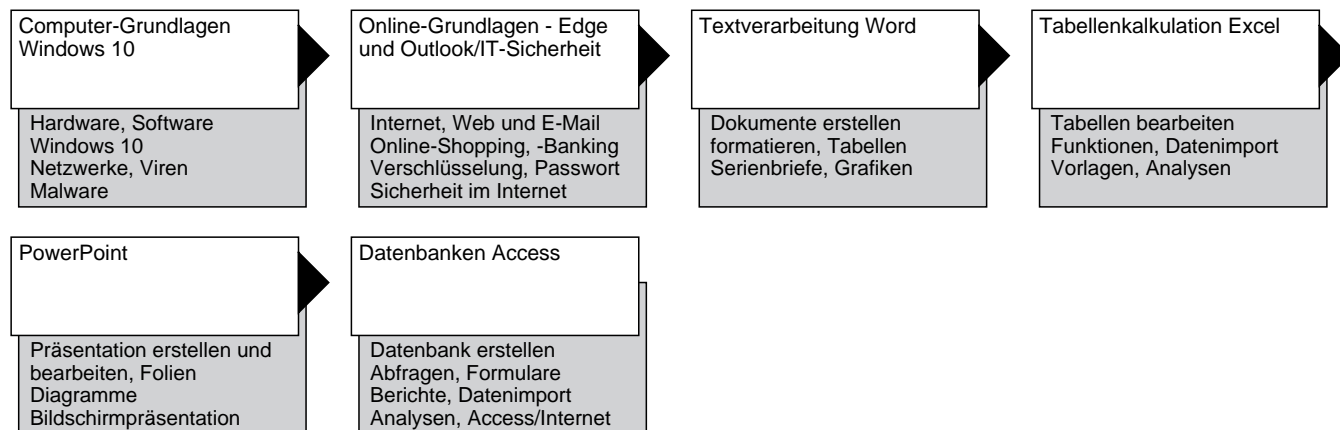 Computer-Grundlagen
Windows 10
Hardware, Software
Windows 10
Netzwerke, Viren
Malware
Online-Grundlagen - Edge
und Outlook/IT-Sicherheit
Internet, Web und E-Mail
Online-Shopping, -Banking
Verschlüsselung, Passwort
Sicherheit im Internet
Textverarbeitung Word
Dokumente erstellen
formatieren, Tabellen
Serienbriefe, Grafiken
Tabellenkalkulation Excel
Tabellen bearbeiten
Funktionen, Datenimport
Vorlagen, Analysen
PowerPoint
Präsentation erstellen und
bearbeiten, Folien
Diagramme
Bildschirmpräsentation
Datenbanken Access
Datenbank erstellen
Abfragen, Formulare
Berichte, Datenimport
Analysen, Access/Internet